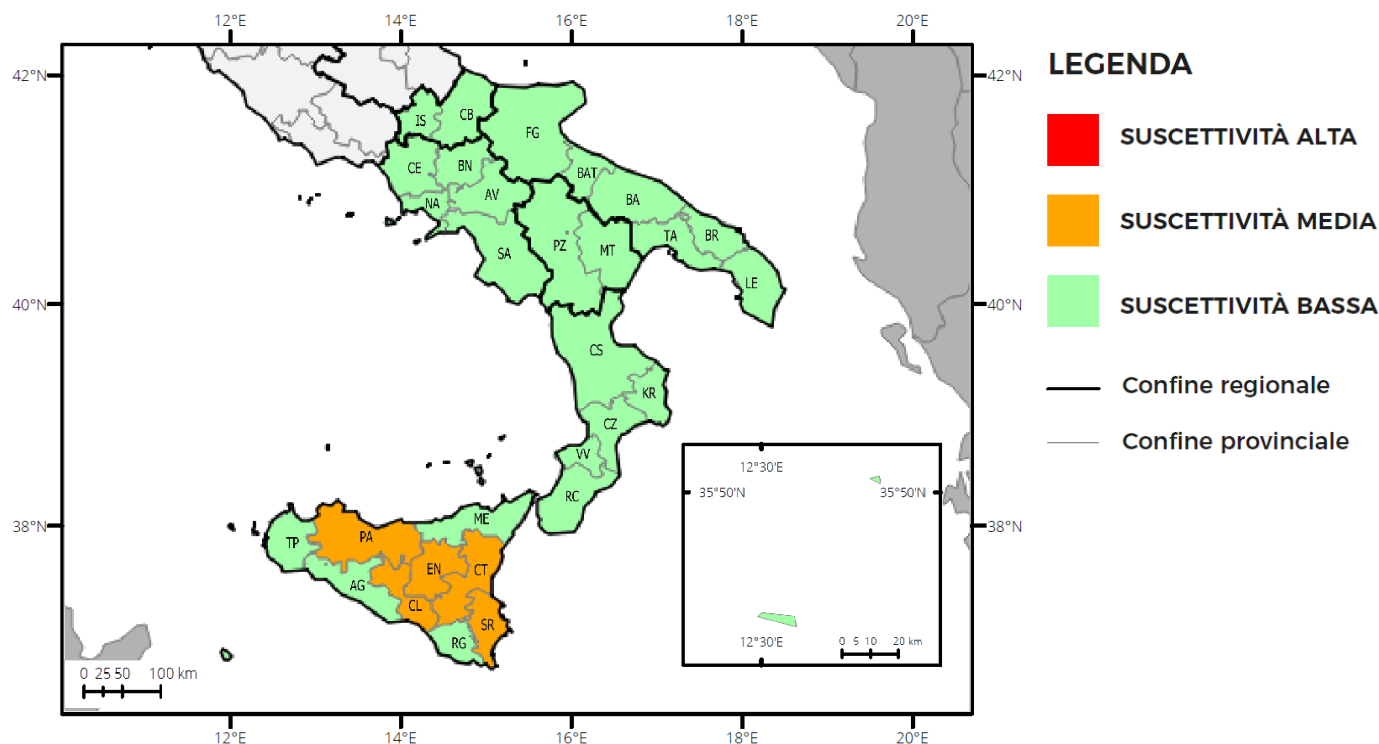 12°E 14°E 16°E 18°E 20°E
42°N 42°N
40°N 40°N
38°N 38°N
12°E 14°E 16°E 18°E 20°E
IS CB FG
CE BN BAT
NA AV BA
SA PZ MT TA BR
LE
CS
KR
CZ
VV
RC
ME
PA
TP
EN CT
AG
CL
SR
RG
0 25 50 100 km
12°30'E
35°50'N 35°50'N
12°30'E
0 5 10 20 km
LEGENDA
SUSCETTIVITÀ ALTA
SUSCETTIVITÀ MEDIA
SUSCETTIVITÀ BASSA
Confine regionale
Confine provinciale